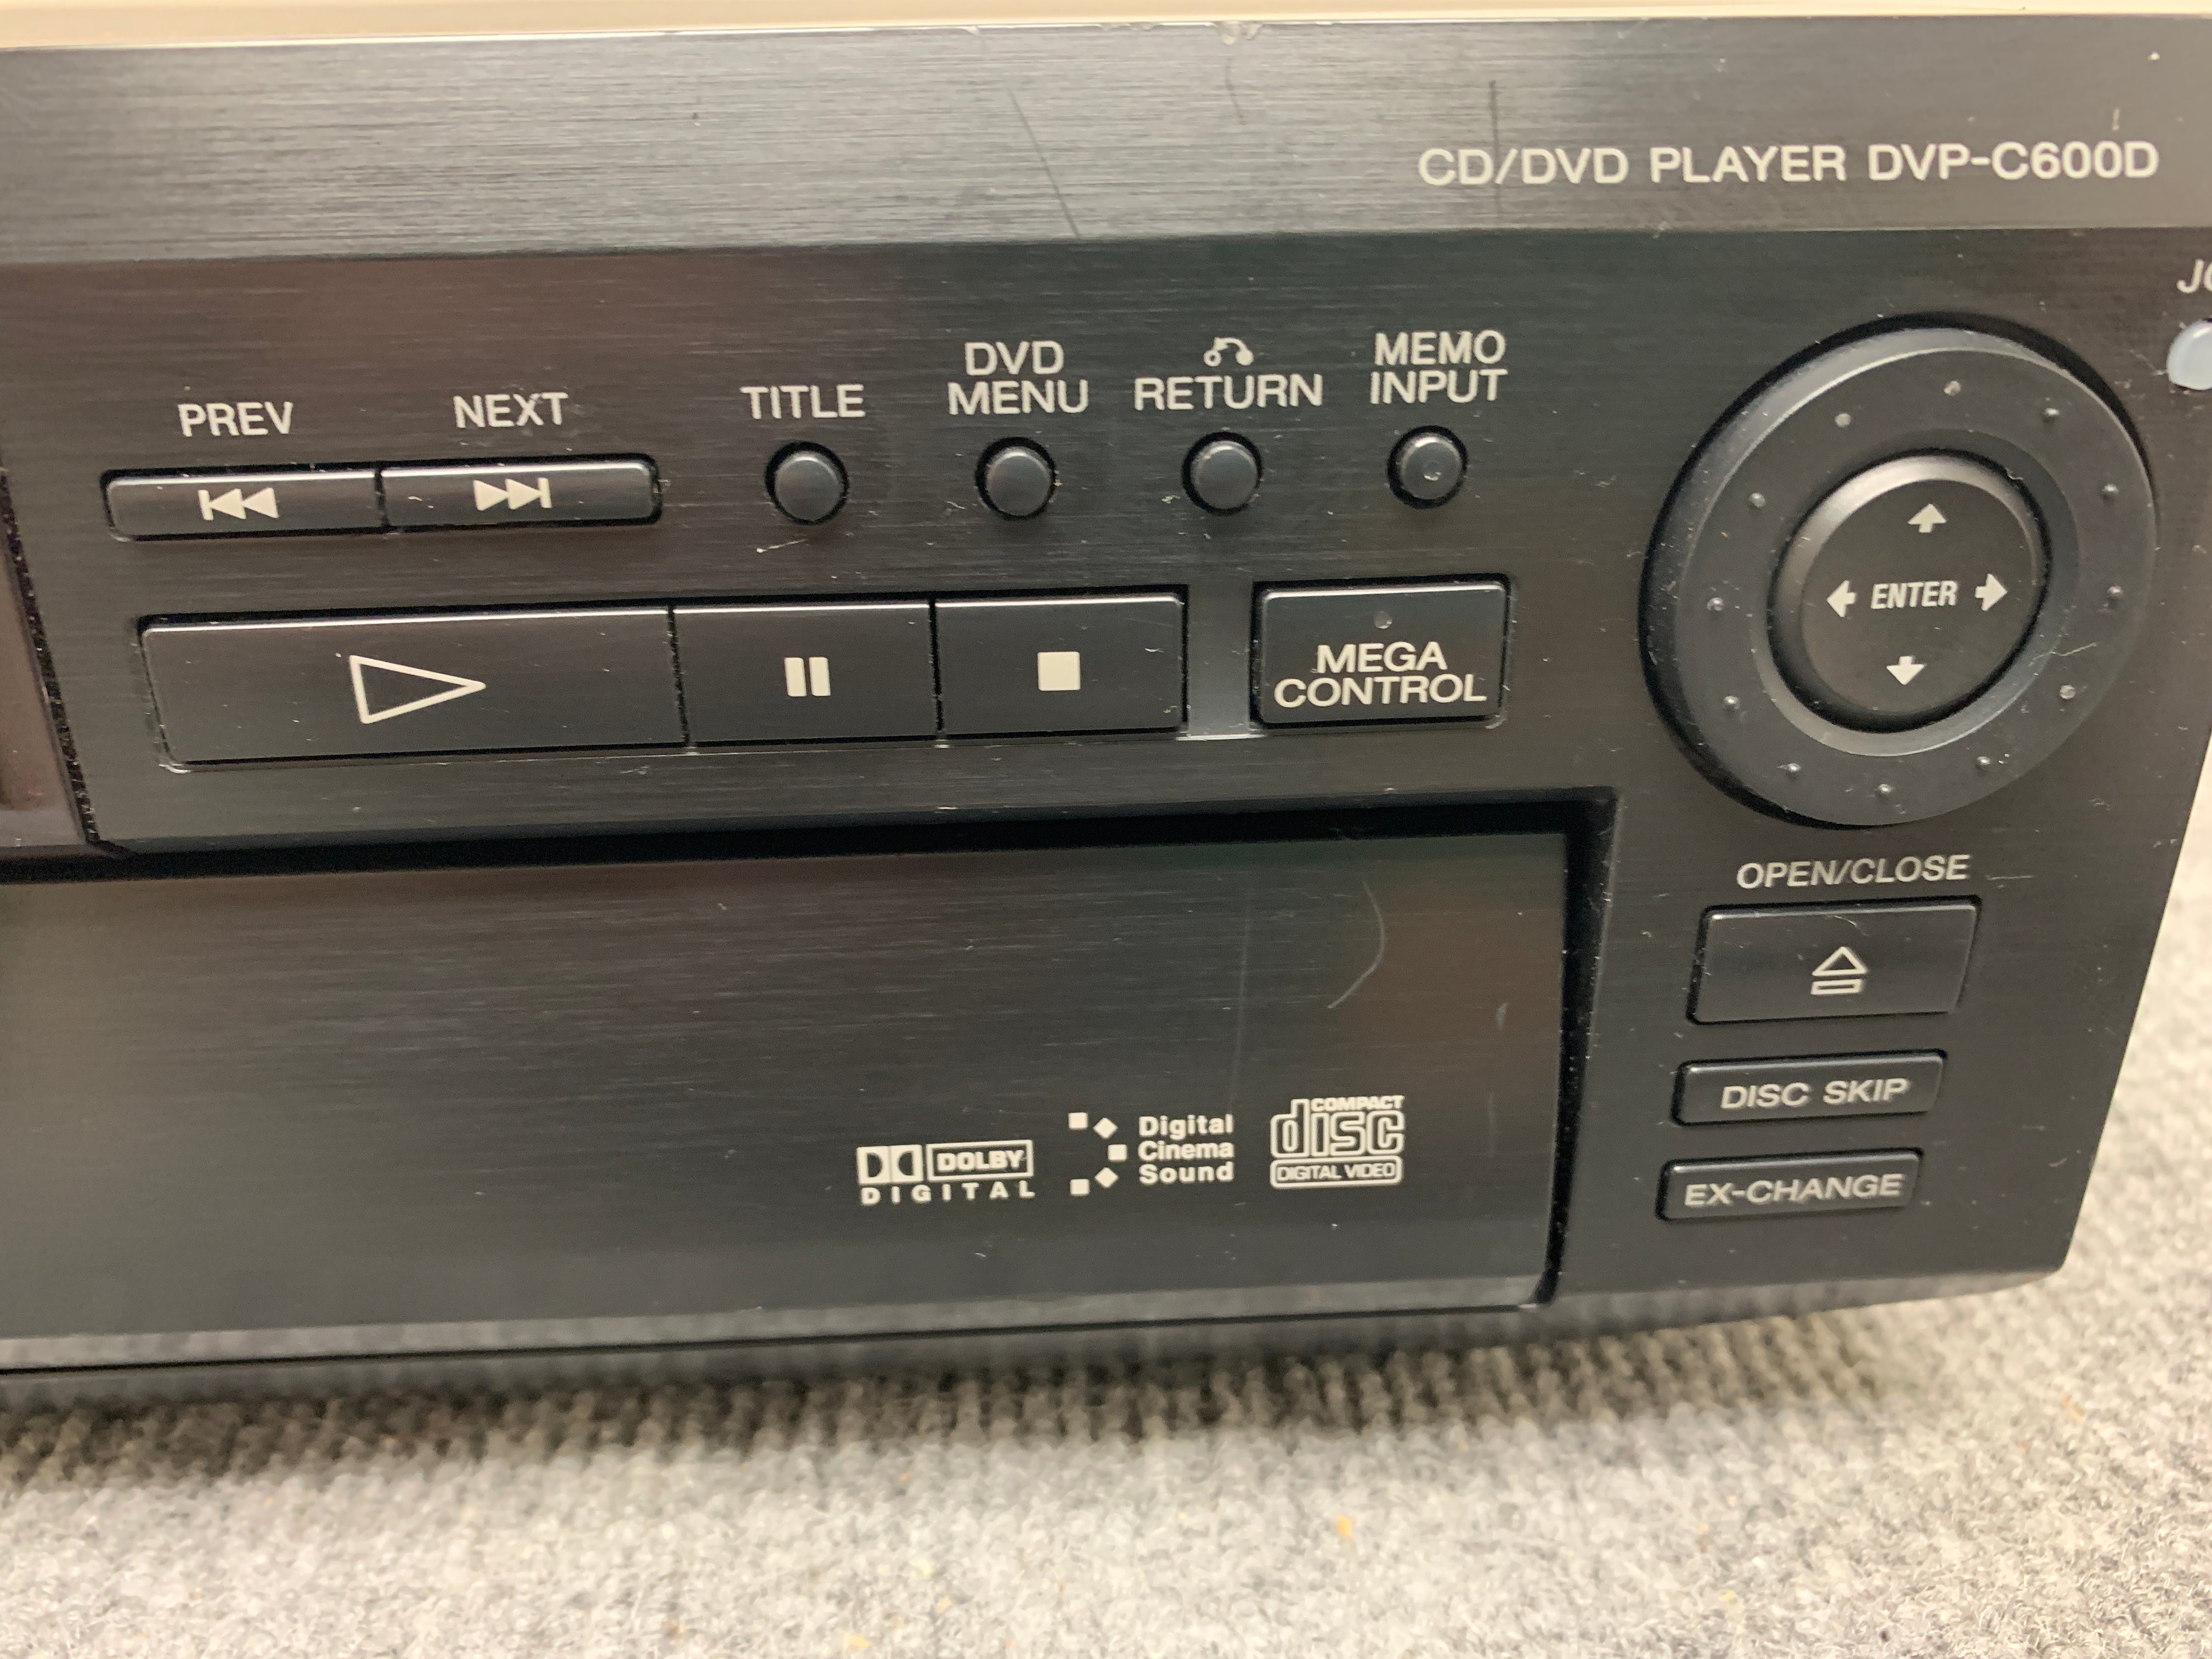 CD/DVD PLAYER DVP-C600D
PREV
NEXT
TITLE
DVD
MENU
RETURN
MEMO
INPUT
MEGA
CONTROL
ENTER
OPEN/CLOSE
DISC SKIP
EX-CHANGE
DOLBY
DIGITAL
Digital
Cinema
Sound
COMPACT
disc
DIGITAL VIDEO